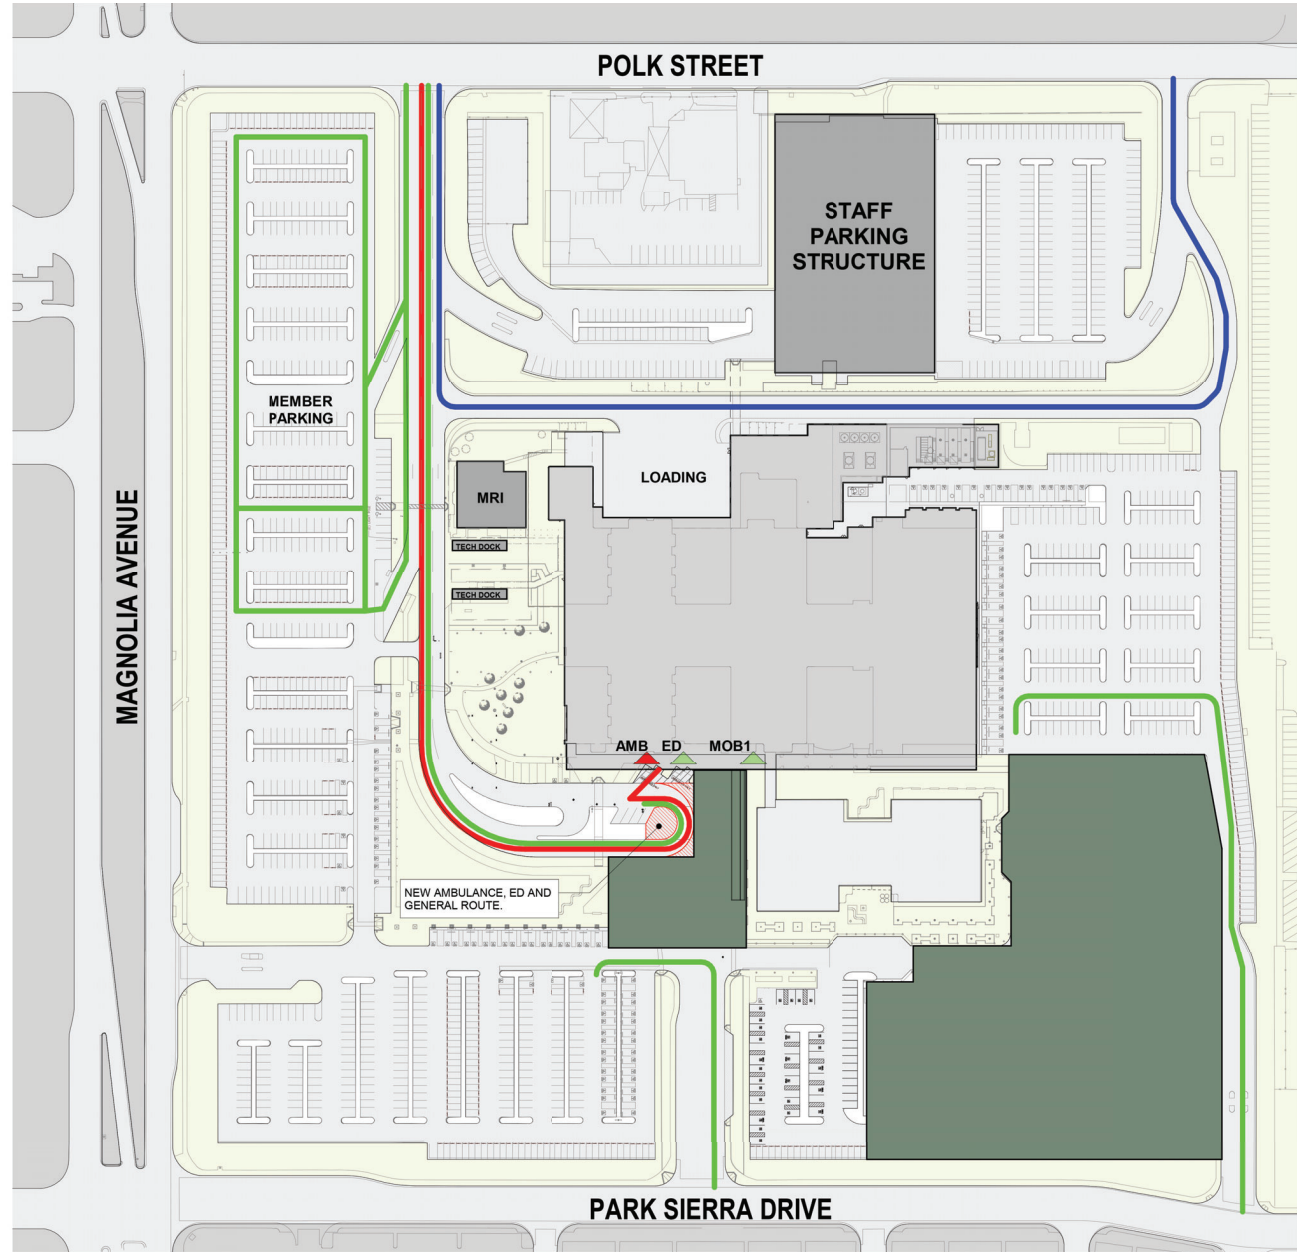 POLK STREET
STAFF
PARKING
STRUCTURE
MEMBER
PARKING
MAGNOLIA AVENUE
LOADING
MRI
TECH DOCK
TECH DOCK
AMB ED MOB1
NEW AMBULANCE, ED AND
GENERAL ROUTE.
PARK SIERRA DRIVE